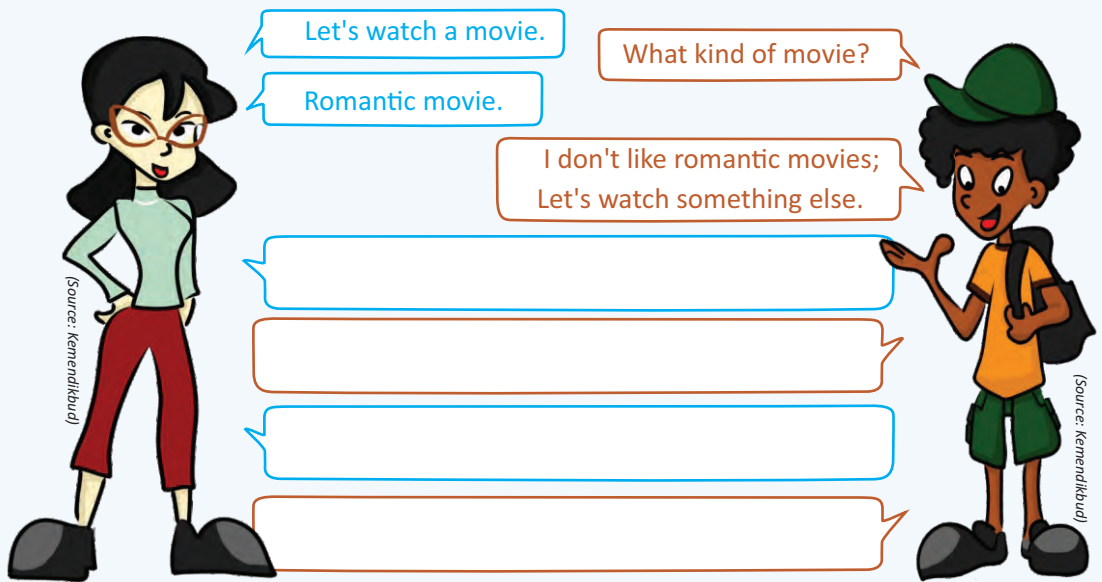 Let's watch a movie.
What kind of movie?
Romantic movie.
I don't like romantic movies;
Let's watch something else.
(Source: Kemendikbud)
(Source: Kemendikbud)